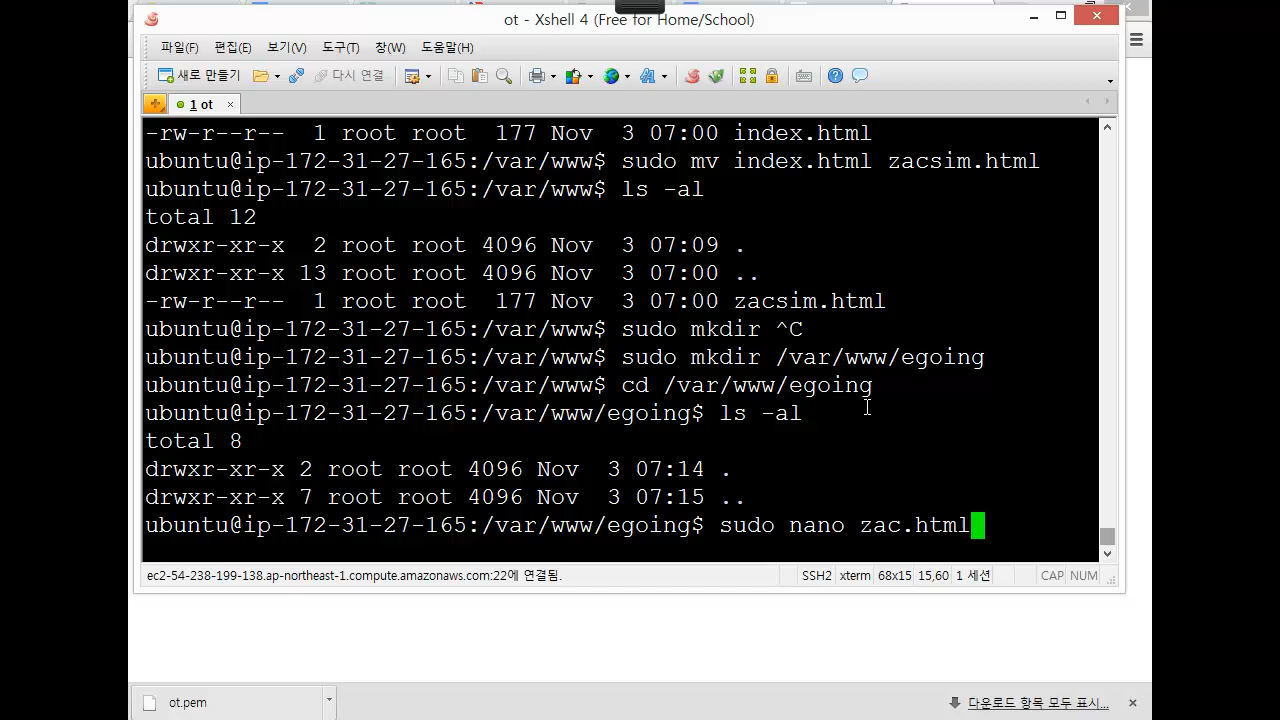 ot - Xshell 4 (Free for Home/School)
파일(F) 편집(E) 보기(V) 도구(T) 창(W) 도움말(H)
새로 만들기 다시 연결
1 ot
-rw-r--r--  1 root root  177 Nov  3 07:00 index.html
ubuntu@ip-172-31-27-165:/var/www$ sudo mv index.html zacsim.html
ubuntu@ip-172-31-27-165:/var/www$ ls -al
total 12
drwxr-xr-x  2 root root 4096 Nov  3 07:09 .
drwxr-xr-x 13 root root 4096 Nov  3 07:00 ..
-rw-r--r--  1 root root  177 Nov  3 07:00 zacsim.html
ubuntu@ip-172-31-27-165:/var/www$ sudo mkdir ^C
ubuntu@ip-172-31-27-165:/var/www$ sudo mkdir /var/www/egoing
ubuntu@ip-172-31-27-165:/var/www$ cd /var/www/egoing
ubuntu@ip-172-31-27-165:/var/www/egoing$ ls -al
total 8
drwxr-xr-x 2 root root 4096 Nov  3 07:14 .
drwxr-xr-x 7 root root 4096 Nov  3 07:15 ..
ubuntu@ip-172-31-27-165:/var/www/egoing$ sudo nano zac.html
ec2-54-238-199-138.ap-northeast-1.compute.amazonaws.com:22에 연결됨. SSH2 xterm 68x15 15,60 1 세션 CAP NUM
ot.pem 다운로드 항목 모두 표시...